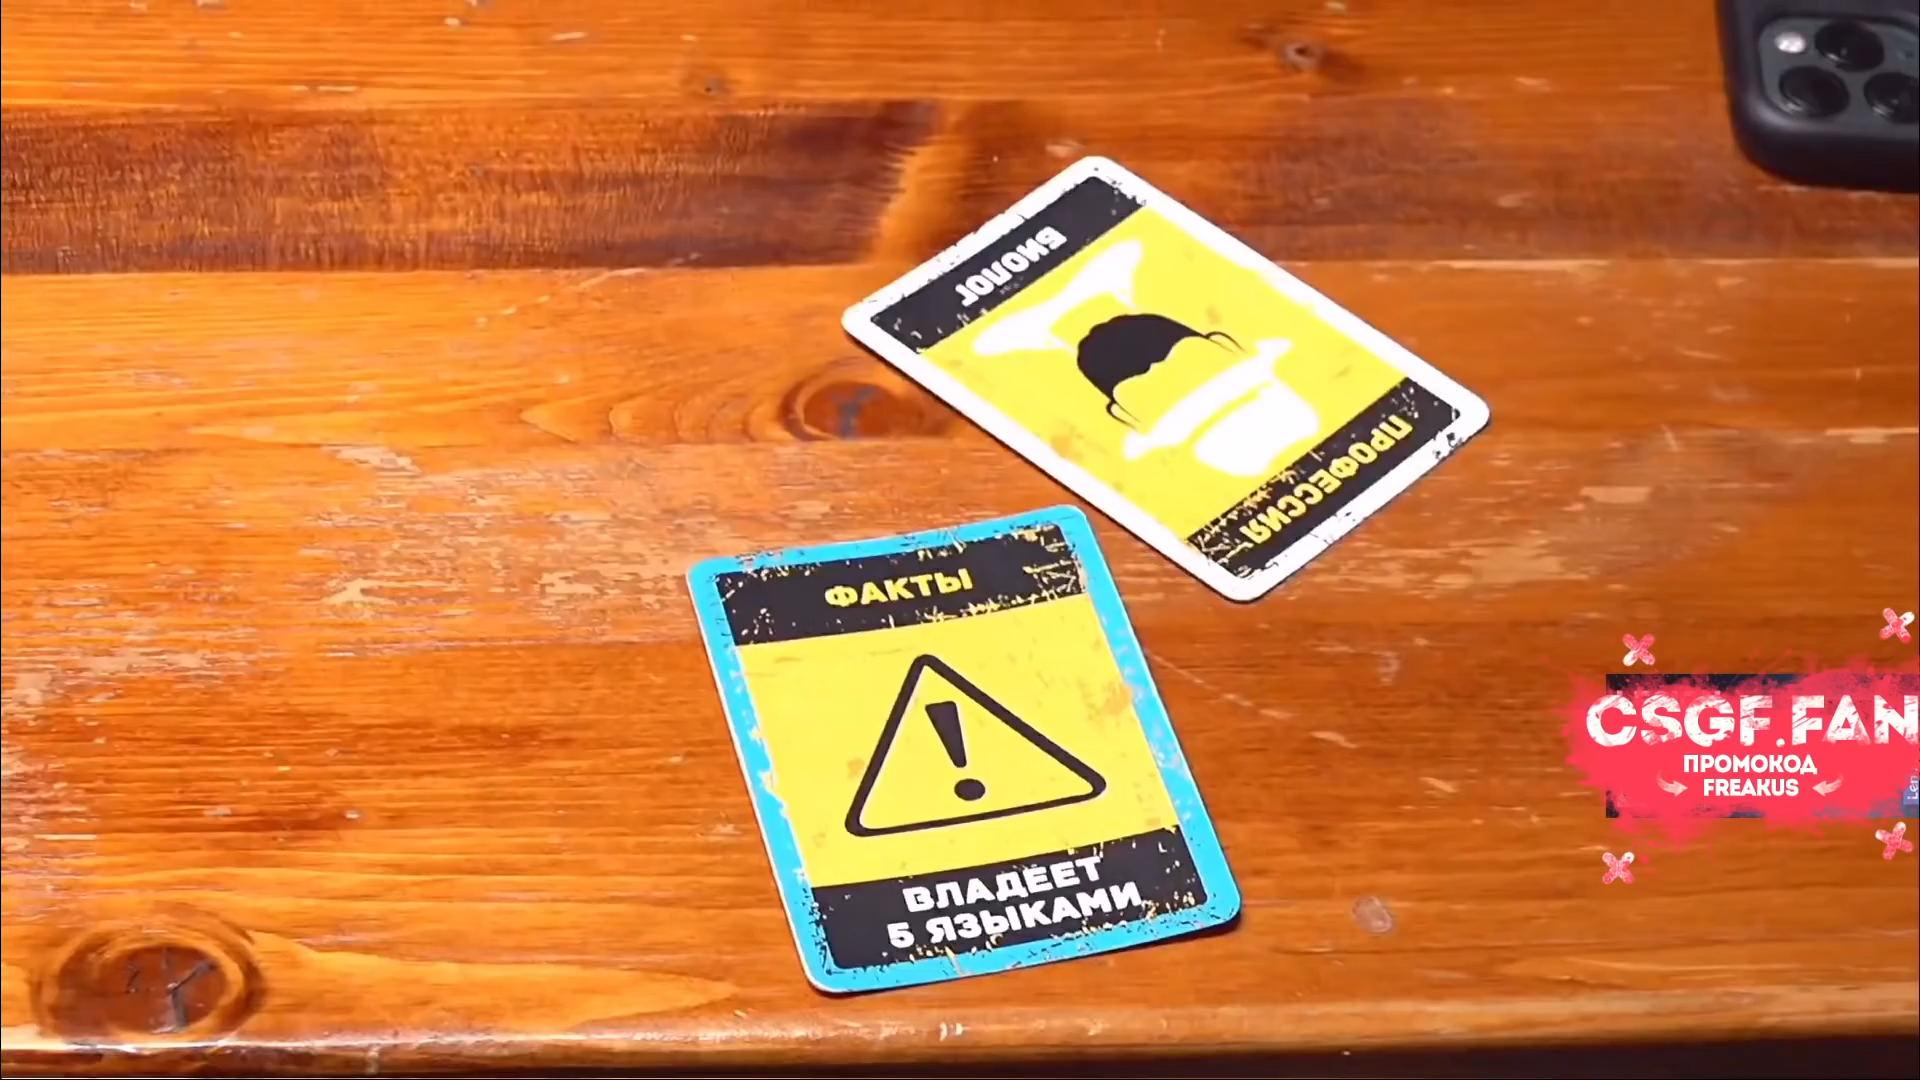 ПРОФЕССИЯ
БИОЛОГ
ФАКТЫ
ВЛАДЕЕТ
5 ЯЗЫКАМИ
CSGF.FAN
ПРОМОКОД
FREAKUS